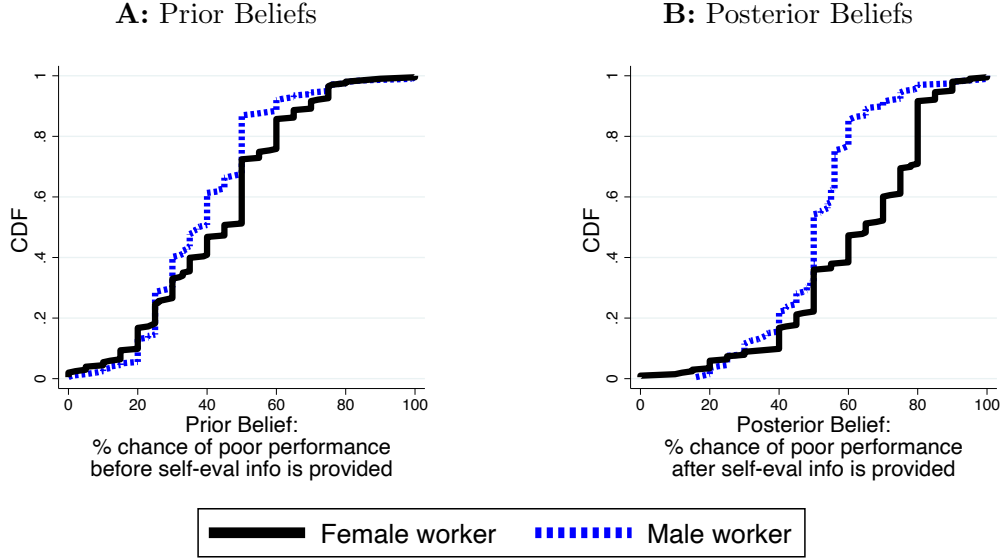 A: Prior Beliefs
B: Posterior Beliefs
CDF
0
.2
.4
.6
.8
1
0 20 40 60 80 100
Prior Belief:
% chance of poor performance
before self-eval info is provided
CDF
0
.2
.4
.6
.8
1
0 20 40 60 80 100
Posterior Belief:
% chance of poor performance
after self-eval info is provided
Female worker Male worker